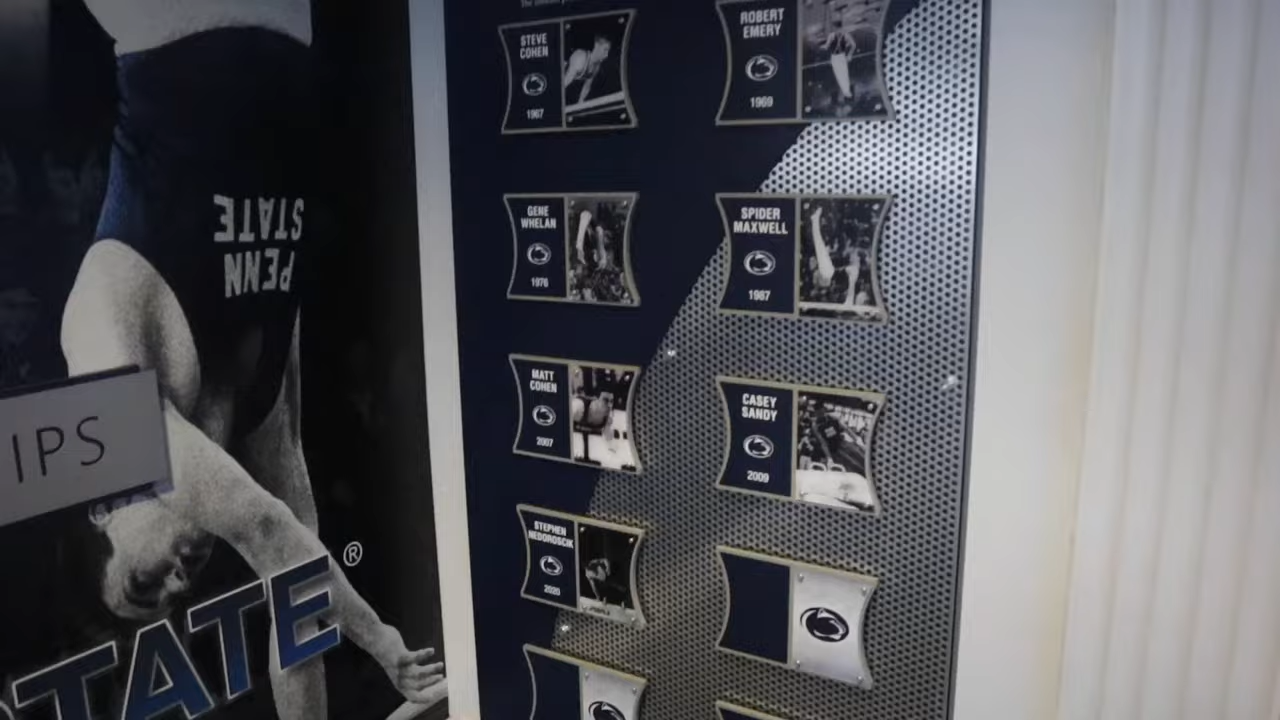 STEVE
COHEN
1967
ROBERT
EMERY
1969
GENE
WHELAN
1976
SPIDER
MAXWELL
1987
MATT
COHEN
2007
CASEY
SANDY
2009
STEPHEN
NEDOROSCIK
2020
PENN
STATE
IPS
STATE
®